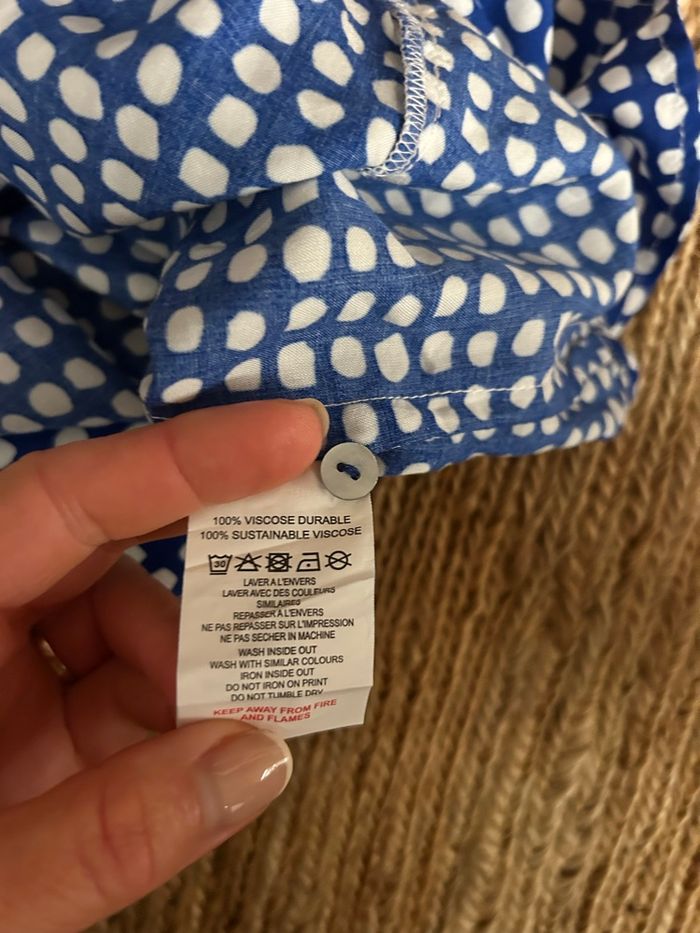 100% VISCOSE DURABLE
100% SUSTAINABLE VISCOSE
30
LAVER A L'ENVERS
LAVER AVEC DES COULEURS
SIMILAIRES
REPASSER A L'ENVERS
NE PAS REPASSER SUR L'IMPRESSION
NE PAS SECHER IN MACHINE
WASH INSIDE OUT
WASH WITH SIMILAR COLOURS
IRON INSIDE OUT
DO NOT IRON ON PRINT
DO NOT TUMBLE DRY
KEEP AWAY FROM FIRE
AND FLAMES